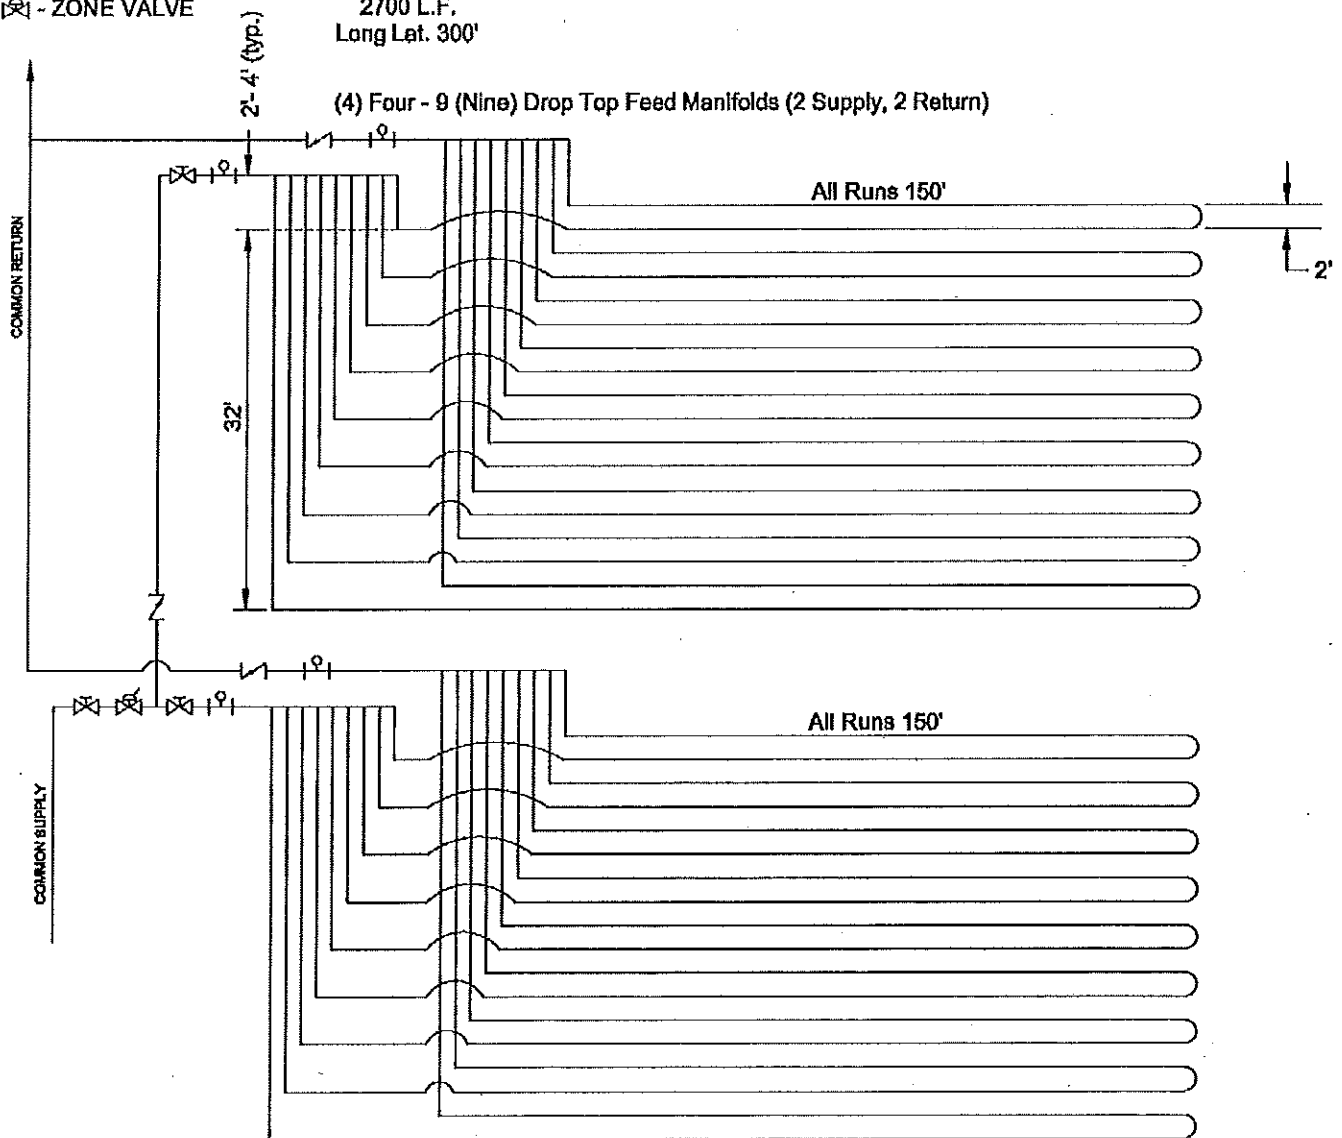 - ZONE VALVE
2700 L.F.
Long Lat. 300'
2'- 4' (typ.)
(4) Four - 9 (Nine) Drop Top Feed Manifolds (2 Supply, 2 Return)
All Runs 150'
2'
COMMON RETURN
32'
All Runs 150'
COMMON SUPPLY